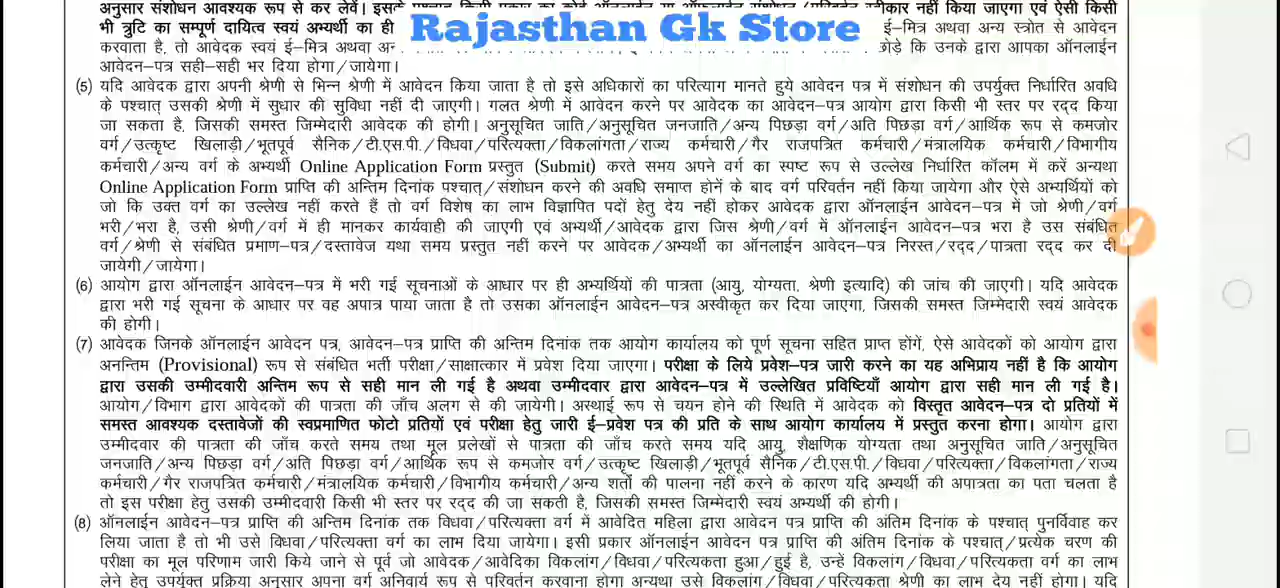 अनुसार संशोधन आवश्यक रूप से कर लेवें। स्वीकार नहीं किया जाएगा एवं ऐसी किसी
Rajasthan Gk Store
भी त्रुटि का सम्पूर्ण दायित्व स्वयं अभ्यर्थी का ही ई–मित्र अथवा अन्य स्त्रोत से आवेदन
करवाता है, तो आवेदक स्वयं ई–मित्र अथवा छोड़े कि उनके द्वारा आपका ऑनलाईन
आवेदन–पत्र सही–सही भर दिया होगा/जायेगा।
(5) यदि आवेदक द्वारा अपनी श्रेणी से भिन्न श्रेणी में आवेदन किया जाता है तो इसे अधिकारों का परित्याग मानते हुये आवेदन पत्र में संशोधन की उपर्युक्त निर्धारित अवधि
के पश्चात् उसकी श्रेणी में सुधार की सुविधा नहीं दी जाएगी। गलत श्रेणी में आवेदन करने पर आवेदक का आवेदन–पत्र आयोग द्वारा किसी भी स्तर पर रद्द किया
जा सकता है, जिसकी समस्त जिम्मेदारी आवेदक की होगी। अनुसूचित जाति/अनुसूचित जनजाति/अन्य पिछड़ा वर्ग/अति पिछड़ा वर्ग/आर्थिक रूप से कमजोर
वर्ग/उत्कृष्ट खिलाड़ी/भूतपूर्व सैनिक/टी.एस.पी./विधवा/परित्यक्ता/विकलांगता/राज्य कर्मचारी/गैर राजपत्रित कर्मचारी/मंत्रालयिक कर्मचारी/विभागीय
कर्मचारी/अन्य वर्ग के अभ्यर्थी Online Application Form प्रस्तुत (Submit) करते समय अपने वर्ग का स्पष्ट रूप से उल्लेख निर्धारित कॉलम में करें अन्यथा
Online Application Form प्राप्ति की अन्तिम दिनांक पश्चात्/संशोधन करने की अवधि समाप्त होनें के बाद वर्ग परिवर्तन नहीं किया जायेगा और ऐसे अभ्यर्थियों को
जो कि उक्त वर्ग का उल्लेख नहीं करते हैं तो वर्ग विशेष का लाभ विज्ञापित पदों हेतु देय नहीं होकर आवेदक द्वारा ऑनलाईन आवेदन–पत्र में जो श्रेणी/वर्ग
भरी/भरा है, उसी श्रेणी/वर्ग में ही मानकर कार्यवाही की जाएगी एवं अभ्यर्थी/आवेदक द्वारा जिस श्रेणी/वर्ग में ऑनलाईन आवेदन–पत्र भरा है उस संबंधित
वर्ग/श्रेणी से संबंधित प्रमाण–पत्र/दस्तावेज यथा समय प्रस्तुत नहीं करने पर आवेदक/अभ्यर्थी का ऑनलाईन आवेदन–पत्र निरस्त/रद्द/पात्रता रद्द कर दी
जायेगी/जायेगा।
(6) आयोग द्वारा ऑनलाईन आवेदन–पत्र में भरी गई सूचनाओं के आधार पर ही अभ्यर्थियों की पात्रता (आयु, योग्यता, श्रेणी इत्यादि) की जांच की जाएगी। यदि आवेदक
द्वारा भरी गई सूचना के आधार पर वह अपात्र पाया जाता है तो उसका ऑनलाईन आवेदन–पत्र अस्वीकृत कर दिया जाएगा, जिसकी समस्त जिम्मेदारी स्वयं आवेदक
की होगी।
(7) आवेदक जिनके ऑनलाईन आवेदन पत्र, आवेदन–पत्र प्राप्ति की अन्तिम दिनांक तक आयोग कार्यालय को पूर्ण सूचना सहित प्राप्त होंगें, ऐसे आवेदकों को आयोग द्वारा
अनन्तिम (Provisional) रूप से संबंधित भर्ती परीक्षा/साक्षात्कार में प्रवेश दिया जाएगा। परीक्षा के लिये प्रवेश–पत्र जारी करने का यह अभिप्राय नहीं है कि आयोग
द्वारा उसकी उम्मीदवारी अन्तिम रूप से सही मान ली गई है अथवा उम्मीदवार द्वारा आवेदन–पत्र में उल्लेखित प्रविष्टियाँ आयोग द्वारा सही मान ली गई है।
आयोग/विभाग द्वारा आवेदकों की पात्रता की जाँच अलग से की जायेगी। अस्थाई रूप से चयन होने की स्थिति में आवेदक को विस्तृत आवेदन–पत्र दो प्रतियों में
समस्त आवश्यक दस्तावेजों की स्वप्रमाणित फोटो प्रतियों एवं परीक्षा हेतु जारी ई–प्रवेश पत्र की प्रति के साथ आयोग कार्यालय में प्रस्तुत करना होगा। आयोग द्वारा
उम्मीदवार की पात्रता की जाँच करते समय तथा मूल प्रलेखों से पात्रता की जाँच करते समय यदि आयु, शैक्षणिक योग्यता तथा अनुसूचित जाति/अनुसूचित
जनजाति/अन्य पिछड़ा वर्ग/अति पिछड़ा वर्ग/आर्थिक रूप से कमजोर वर्ग/उत्कृष्ट खिलाड़ी/भूतपूर्व सैनिक/टी.एस.पी./विधवा/परित्यक्ता/विकलांगता/राज्य
कर्मचारी/गैर राजपत्रित कर्मचारी/मंत्रालयिक कर्मचारी/विभागीय कर्मचारी/अन्य शर्तो की पालना नहीं करने के कारण यदि अभ्यर्थी की अपात्रता का पता चलता है
तो इस परीक्षा हेतु उसकी उम्मीदवारी किसी भी स्तर पर रद्द की जा सकती है, जिसकी समस्त जिम्मेदारी स्वयं अभ्यर्थी की होगी।
(8) ऑनलाईन आवेदन–पत्र प्राप्ति की अन्तिम दिनांक तक विधवा/परित्यक्ता वर्ग में आवेदित महिला द्वारा आवेदन पत्र प्राप्ति की अंतिम दिनांक के पश्चात् पुनर्विवाह कर
लिया जाता है तो भी उसे विधवा/परित्यक्ता वर्ग का लाभ दिया जायेगा। इसी प्रकार ऑनलाईन आवेदन पत्र प्राप्ति की अंतिम दिनांक के पश्चात्/प्रत्येक चरण की
परीक्षा का मूल परिणाम जारी किये जाने से पूर्व जो आवेदक/आवेदिका विकलांग/विधवा/परित्यकता हुआ/हुई है, उन्हें विकलांग/विधवा/परित्यकता वर्ग का लाभ
लेने हेतु उपर्युक्त प्रक्रिया अनुसार अपना वर्ग अनिवार्य रूप से परिवर्तन करवाना होगा अन्यथा उसे विकलांग/विधवा/परित्यकता श्रेणी का लाभ देय नहीं होगा। यदि